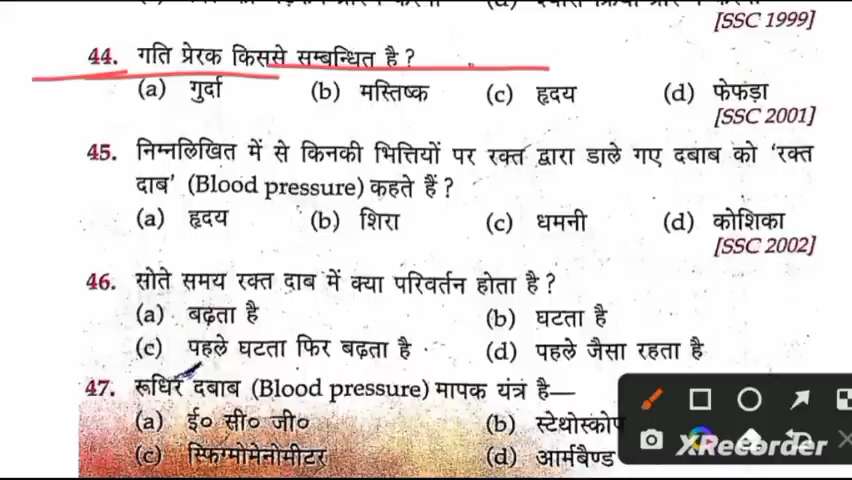 [SSC 1999]
44. गति प्रेरक किससे सम्बन्धित है ?
(a) गुर्दा (b) मस्तिष्क (c) हृदय (d) फेफड़ा
[SSC 2001]
45. निम्नलिखित में से किनकी भित्तियों पर रक्त द्वारा डाले गए दबाब को ‘रक्त
दाब’ (Blood pressure) कहते हैं ?
(a) हृदय (b) शिरा (c) धमनी (d) कोशिका
[SSC 2002]
46. सोते समय रक्त दाब में क्या परिवर्तन होता है ?
(a) बढ़ता है (b) घटता है
(c) पहले घटता फिर बढ़ता है (d) पहले जैसा रहता है
47. रूधिर दबाब (Blood pressure) मापक यंत्र है—
(a) ई० सी० जी० (b) स्टेथोस्कोप
(c) स्फिग्मोमेनोमीटर (d) आर्मबैण्ड
XRecorder